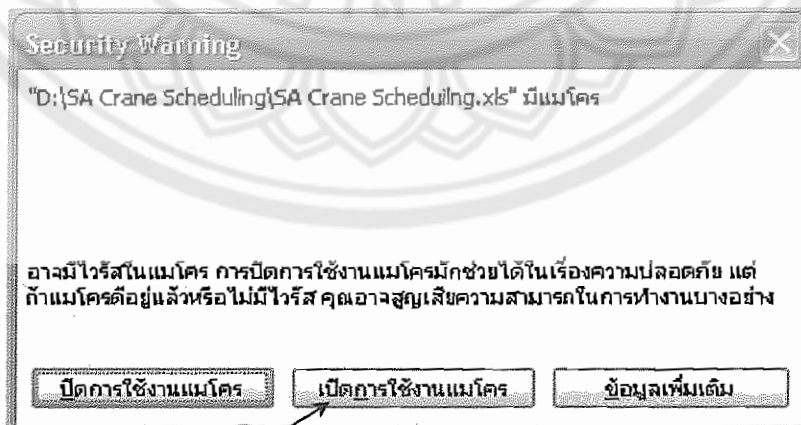 Security Warning
"D:\SA Crane Scheduling\SA Crane Scheduilng.xls" มีแมโคร
อาจมีไวรัสในแมโคร การปิดการใช้งานแมโครมักช่วยได้ในเรื่องความปลอดภัย แต่
ถ้าแมโครดีอยู่แล้วหรือไม่มีไวรัส คุณอาจสูญเสียความสามารถในการทำงานบางอย่าง
ปิดการใช้งานแมโคร เปิดการใช้งานแมโคร ข้อมูลเพิ่มเติม